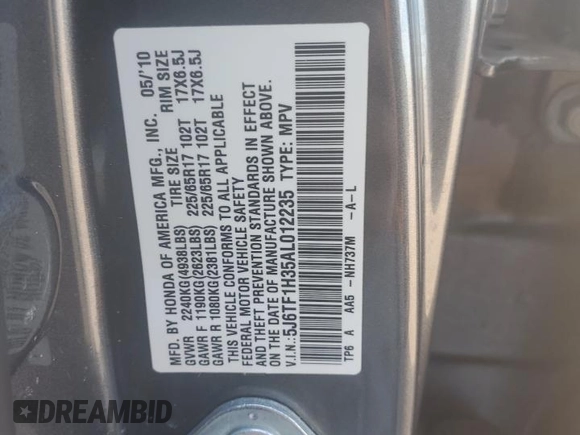 MFD. BY HONDA OF AMERICA MFG., INC. 05/'10
TIRE SIZE RIM SIZE
GVWR 2240KG(4938LBS)
GAWR F 1190KG(2623LBS) 225/65R17 102T 17X6.5J
GAWR R 1080KG(2381LBS) 225/65R17 102T 17X6.5J
THIS VEHICLE CONFORMS TO ALL APPLICABLE
FEDERAL MOTOR VEHICLE SAFETY
AND THEFT PREVENTION STANDARDS IN EFFECT
ON THE DATE OF MANUFACTURE SHOWN ABOVE.
V.I.N.: 5J6TF1H35AL012235 TYPE: MPV
TP6 A AA5 - NH737M -A-L
DREAMBID